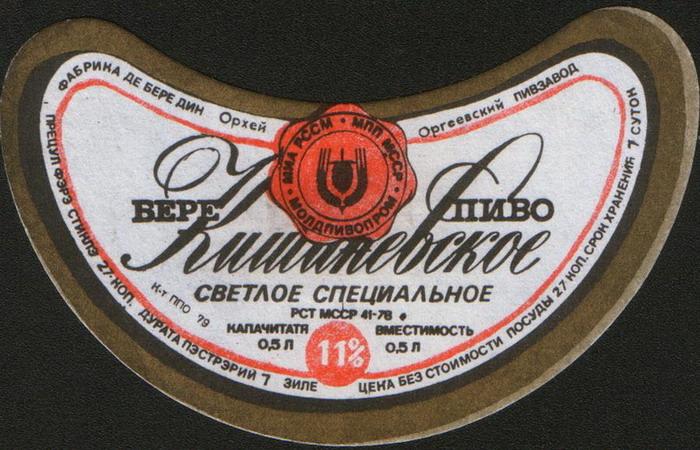 ФАБРИКА ДЕ БЕРЕ ДИН Орхей
Оргеевский ПИВЗАВОД
МИА РССМ • МПП МССР
• МОЛДПИВОПРОМ •
БЕРЕ ПИВО
Кишиневское
СВЕТЛОЕ СПЕЦИАЛЬНОЕ
РСТ МССР 41-78
КАПАЧИТАТЯ ВМЕСТИМОСТЬ
0,5 Л 0,5 Л
11%
К-т ППО 79
ПРЕЦУЛ ФЭРЭ СТИКЛЭ 27 КОП. ДУРАТА ПЭСТРЭРИЙ 7 ЗИЛЕ
ЦЕНА БЕЗ СТОИМОСТИ ПОСУДЫ 27 КОП. СРОК ХРАНЕНИЯ 7 СУТОК